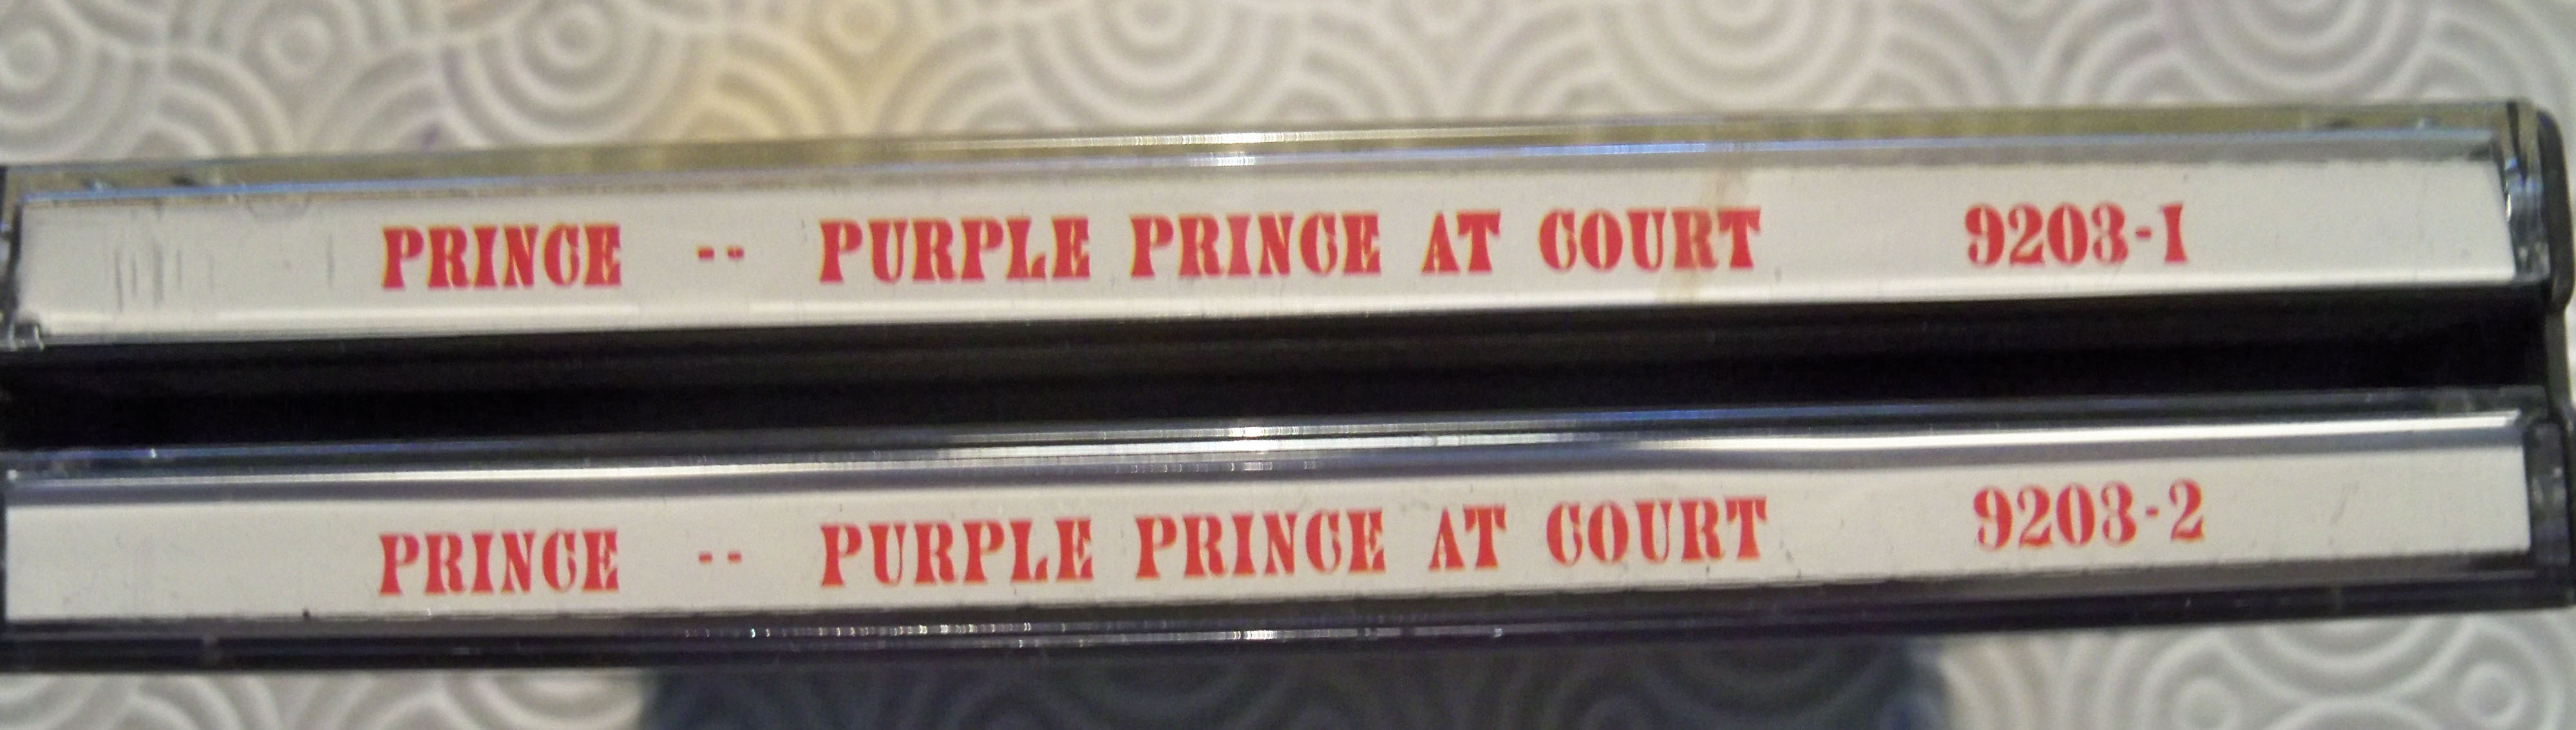 PRINCE -- PURPLE PRINCE AT COURT 9203-1
PRINCE -- PURPLE PRINCE AT COURT 9203-2